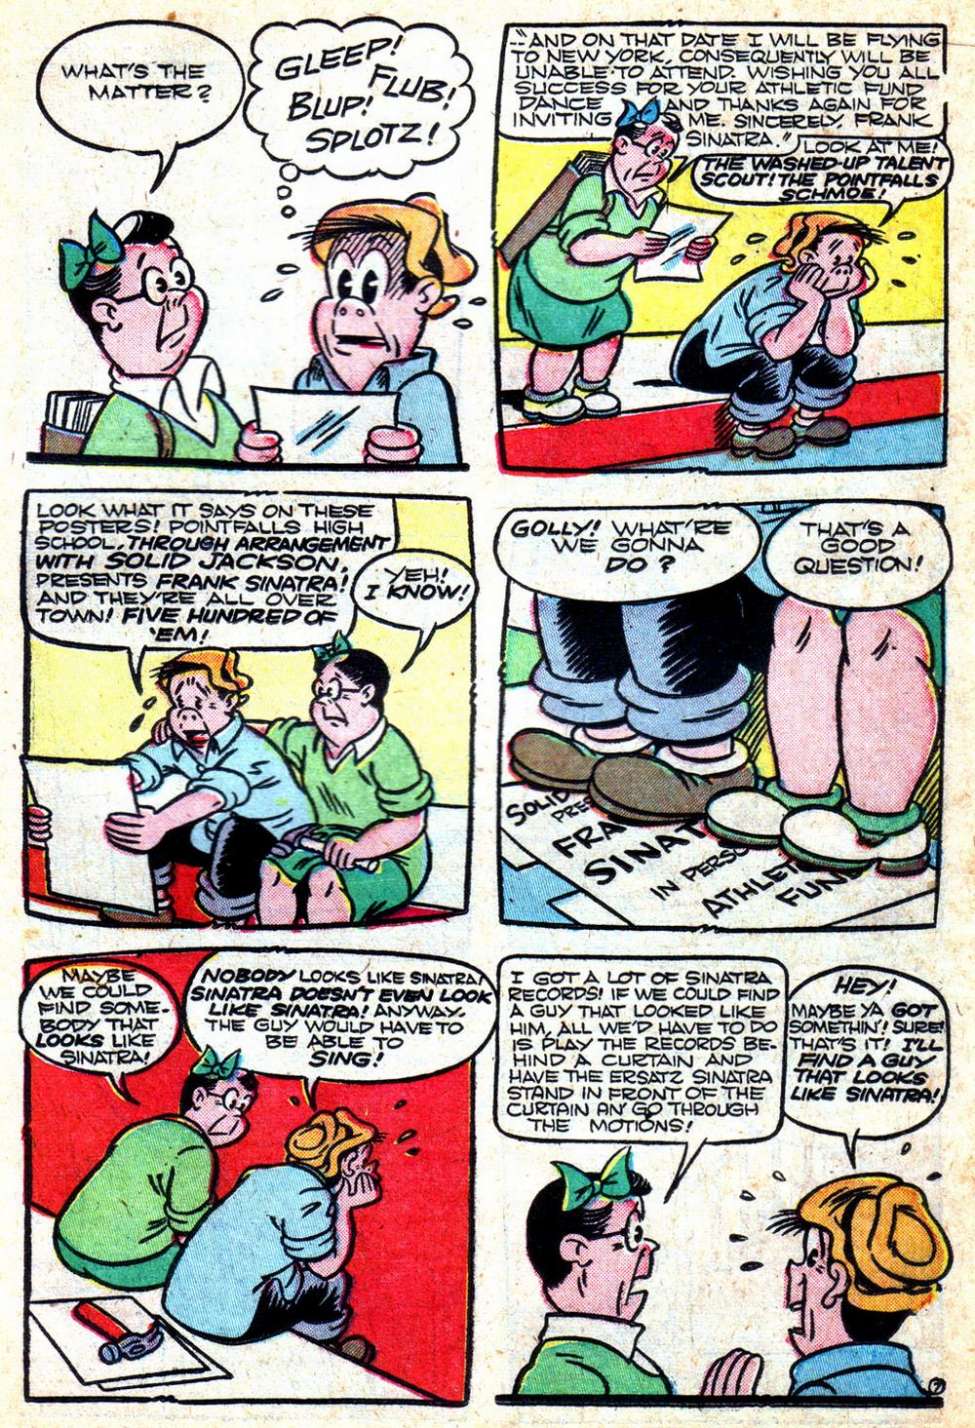 WHAT'S THE
MATTER?
GLEEP!
FLUB!
BLUP!
SPLOTZ!
..."AND ON THAT DATE I WILL BE FLYING
TO NEW YORK, CONSEQUENTLY WILL BE
UNABLE TO ATTEND. WISHING YOU ALL
SUCCESS FOR YOUR ATHLETIC FUND
DANCE AND THANKS AGAIN FOR
INVITING ME. SINCERELY, FRANK
SINATRA."
LOOK AT ME!
THE WASHED-UP TALENT
SCOUT! THE POINTFALLS
SCHMOE!
LOOK WHAT IT SAYS ON THESE
POSTERS! POINTFALLS HIGH
SCHOOL, THROUGH ARRANGEMENT
WITH SOLID JACKSON,
PRESENTS FRANK SINATRA!
AND THEY'RE ALL OVER
TOWN! FIVE HUNDRED OF
'EM!
YEH!
I KNOW!
GOLLY! WHAT'RE
WE GONNA
DO?
THAT'S A
GOOD
QUESTION!
SOLID
PRES
FRA
SINAT
IN PERSO
ATHLET
FUN
MAYBE
WE COULD
FIND SOME-
BODY THAT
LOOKS LIKE
SINATRA!
NOBODY LOOKS LIKE SINATRA!
SINATRA DOESN'T EVEN LOOK
LIKE SINATRA! ANYWAY,
THE GUY WOULD HAVE TO
BE ABLE TO
SING!
I GOT A LOT OF SINATRA
RECORDS! IF WE COULD FIND
A GUY THAT LOOKED LIKE
HIM, ALL WE'D HAVE TO DO
IS PLAY THE RECORDS BE-
HIND A CURTAIN AND
HAVE THE ERSATZ SINATRA
STAND IN FRONT OF THE
CURTAIN AN' GO THROUGH
THE MOTIONS!
HEY!
MAYBE YA GOT
SOMETHIN'! SURE!
THAT'S IT! I'LL
FIND A GUY
THAT LOOKS
LIKE SINATRA!
7